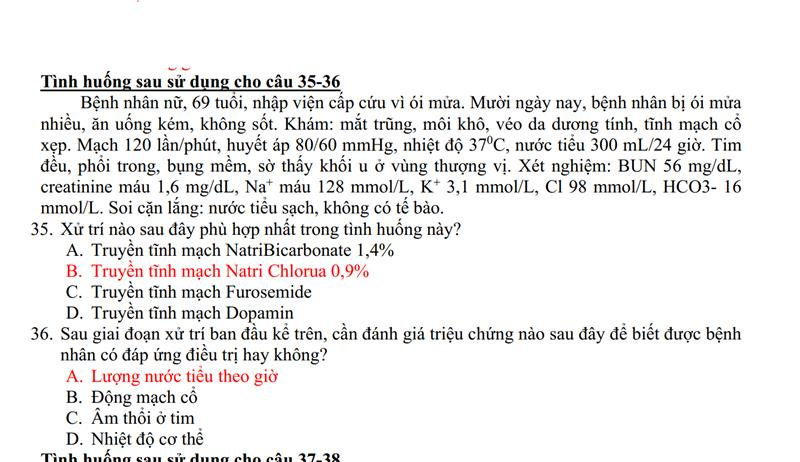 Tình huống sau sử dụng cho câu 35-36
Bệnh nhân nữ, 69 tuổi, nhập viện cấp cứu vì ói mửa. Mười ngày nay, bệnh nhân bị ói mửa
nhiều, ăn uống kém, không sốt. Khám: mắt trũng, môi khô, véo da dương tính, tĩnh mạch cổ
xẹp. Mạch 120 lần/phút, huyết áp 80/60 mmHg, nhiệt độ 37⁰C, nước tiểu 300 mL/24 giờ. Tim
đều, phổi trong, bụng mềm, sờ thấy khối u ở vùng thượng vị. Xét nghiệm: BUN 56 mg/dL,
creatinine máu 1,6 mg/dL, Na⁺ máu 128 mmol/L, K⁺ 3,1 mmol/L, Cl 98 mmol/L, HCO3- 16
mmol/L. Soi cặn lắng: nước tiểu sạch, không có tế bào.
35. Xử trí nào sau đây phù hợp nhất trong tình huống này?
A. Truyền tĩnh mạch NatriBicarbonate 1,4%
B. Truyền tĩnh mạch Natri Chlorua 0,9%
C. Truyền tĩnh mạch Furosemide
D. Truyền tĩnh mạch Dopamin
36. Sau giai đoạn xử trí ban đầu kể trên, cần đánh giá triệu chứng nào sau đây để biết được bệnh
nhân có đáp ứng điều trị hay không?
A. Lượng nước tiểu theo giờ
B. Động mạch cổ
C. Âm thổi ở tim
D. Nhiệt độ cơ thể
Tình huống sau sử dụng cho câu 37-38